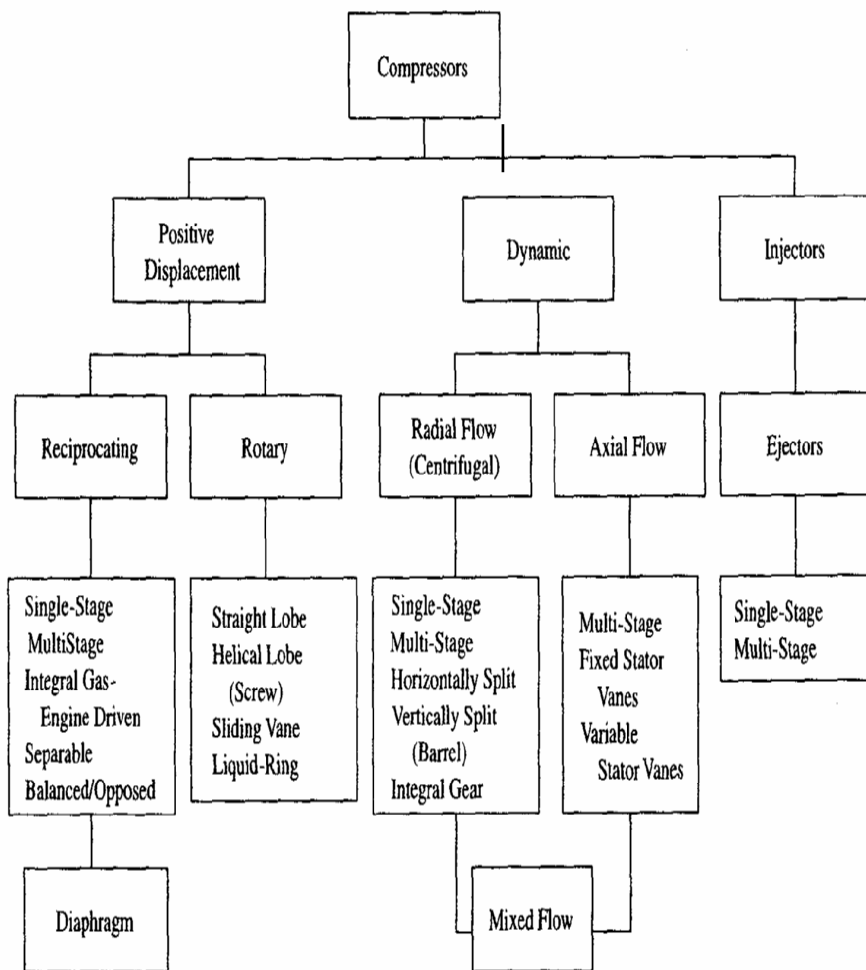 Compressors
Positive
Displacement
Dynamic
Injectors
Reciprocating
Rotary
Radial Flow
(Centrifugal)
Axial Flow
Ejectors
Single-Stage
MultiStage
Integral Gas-
Engine Driven
Separable
Balanced/Opposed
Straight Lobe
Helical Lobe
(Screw)
Sliding Vane
Liquid-Ring
Single-Stage
Multi-Stage
Horizontally Split
Vertically Split
(Barrel)
Integral Gear
Multi-Stage
Fixed Stator
Vanes
Variable
Stator Vanes
Single-Stage
Multi-Stage
Diaphragm
Mixed Flow